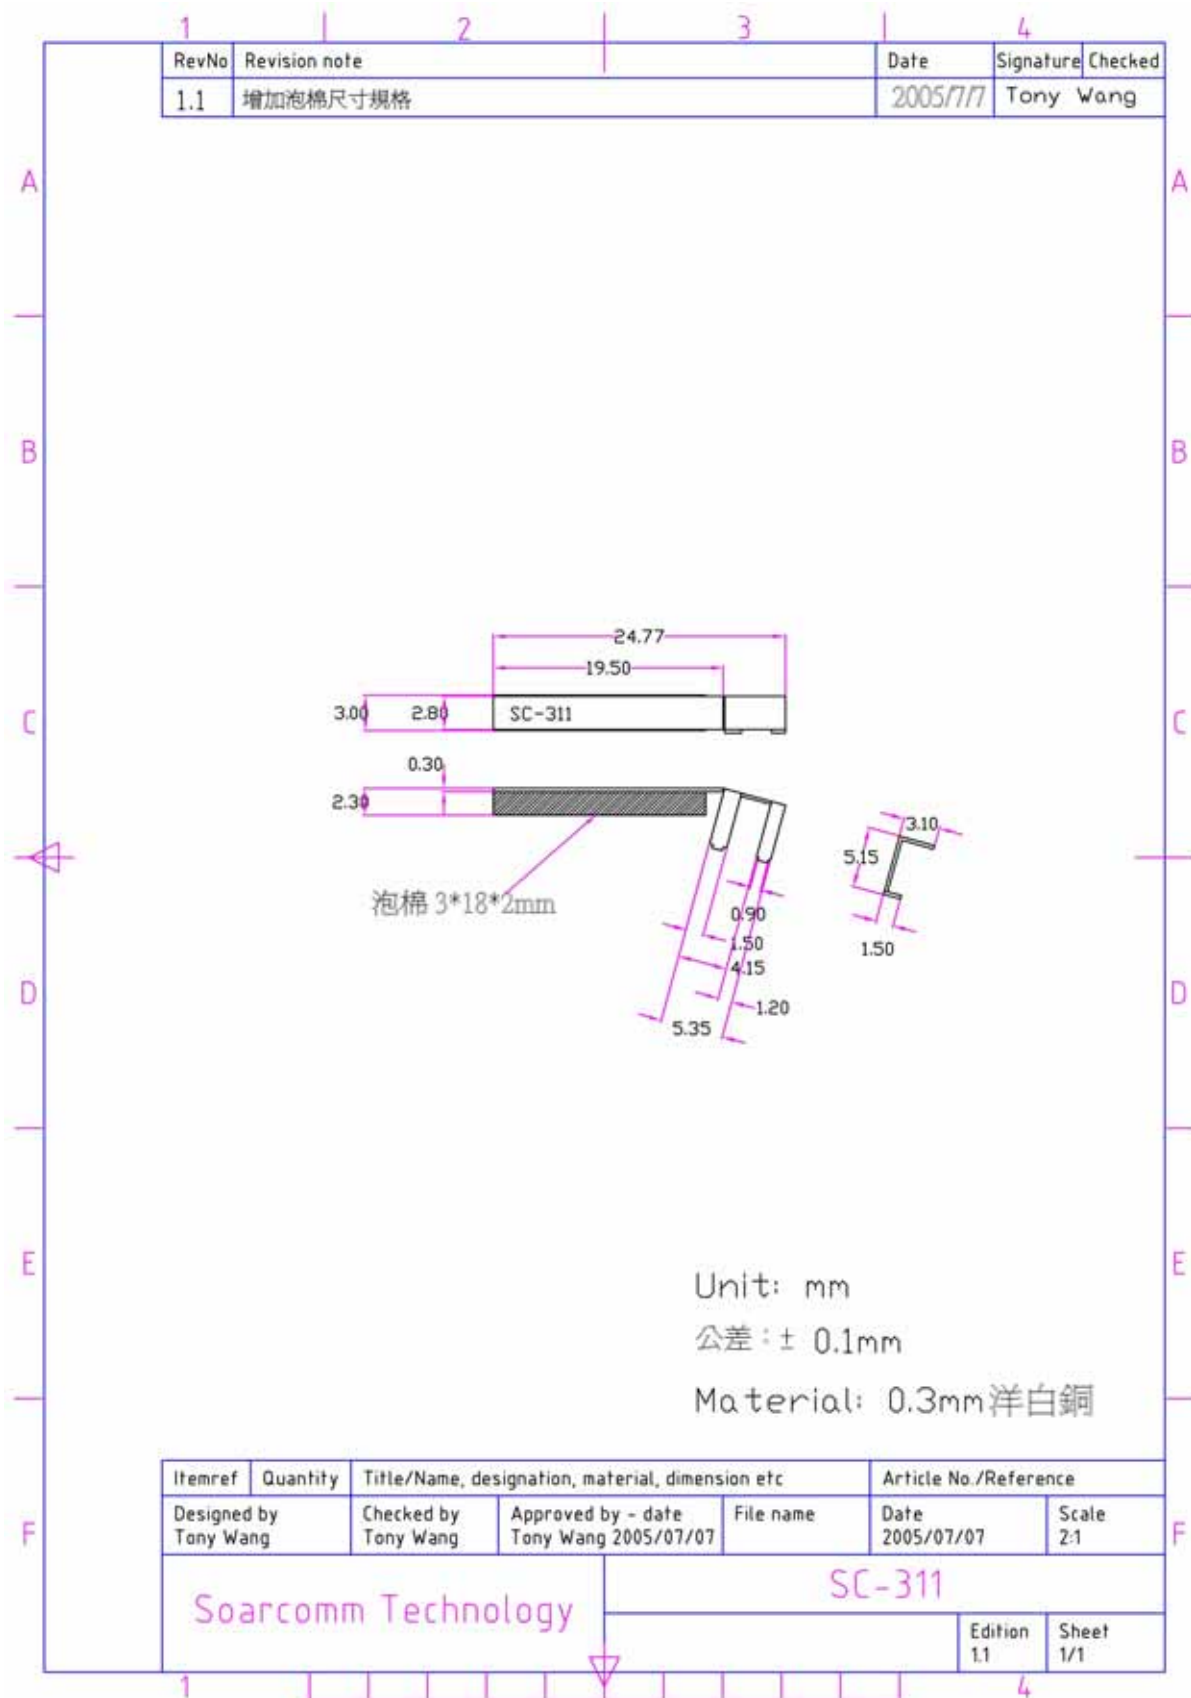 1 2 3 4
RevNo Revision note Date Signature Checked
1.1 增加泡棉尺寸規格 2005/7/7 Tony Wang
A A
B B
24.77
19.50
C 3.00 2.80 SC-311 C
0.30
2.30
3.10
5.15
泡棉 3*18*2mm
0.90
1.50 1.50
4.15
D D
1.20
5.35
E E
Unit: mm
公差:± 0.1mm
Material: 0.3mm洋白銅
Itemref Quantity Title/Name, designation, material, dimension etc Article No./Reference
Designed by Checked by Approved by - date File name Date Scale
F Tony Wang Tony Wang Tony Wang 2005/07/07 2005/07/07 2:1 F
SC-311
Soarcomm Technology
Edition Sheet
1.1 1/1
1 4